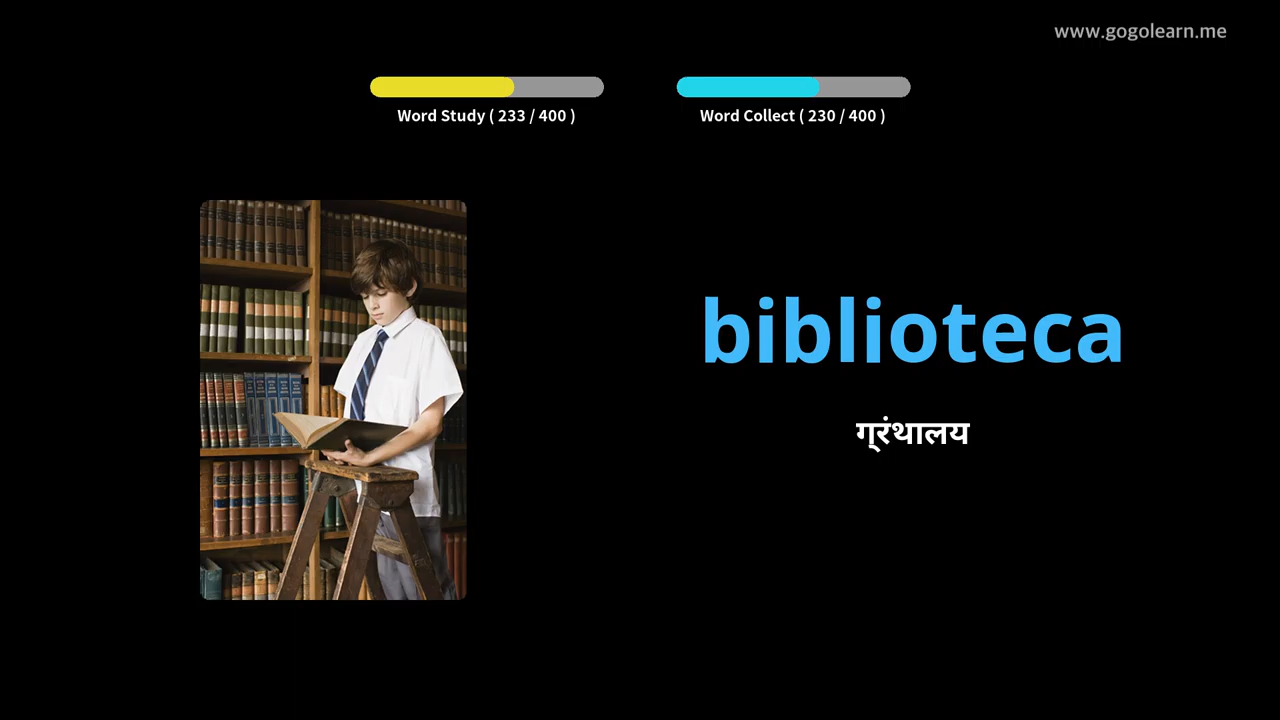 www.gogolearn.me
Word Study ( 233 / 400 )
Word Collect ( 230 / 400 )
biblioteca
ग्रंथालय